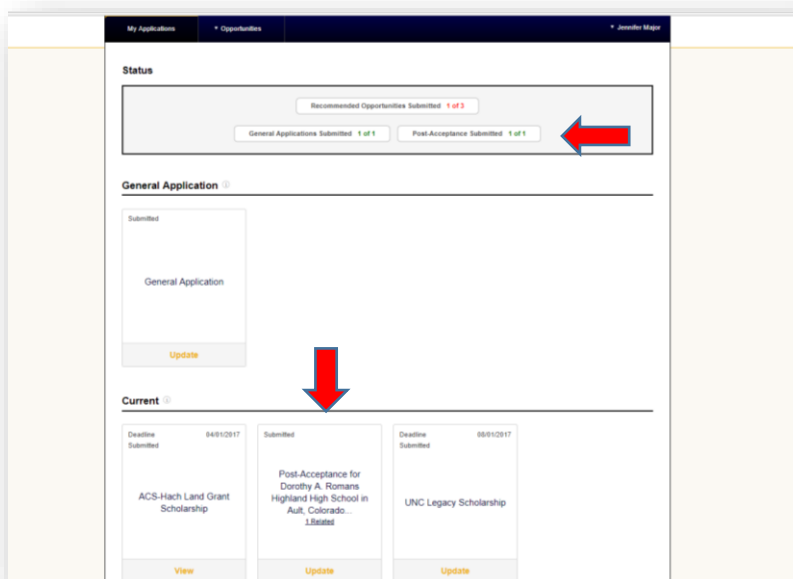 My Applications
Opportunities
Jennifer Major
Status
Recommended Opportunities Submitted 1 of 3
General Applications Submitted 1 of 1
Post-Acceptance Submitted 1 of 1
General Application
Submitted
General Application
Update
Current
Deadline 04/01/2017
Submitted
ACS-Hach Land Grant
Scholarship
View
Submitted
Post-Acceptance for
Dorothy A. Romans
Highland High School in
Ault, Colorado...
1 Related
Update
Deadline 08/01/2017
Submitted
UNC Legacy Scholarship
Update